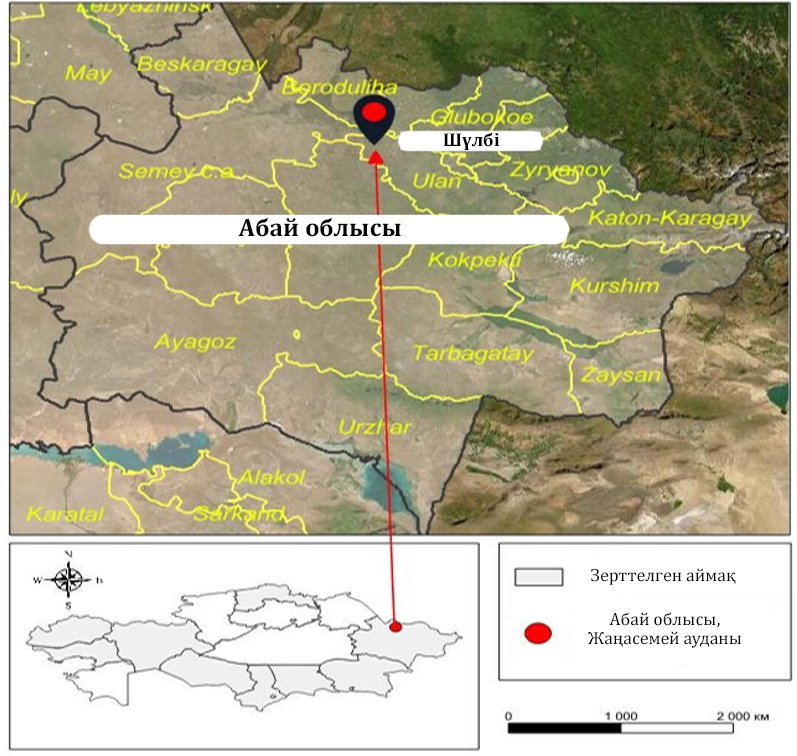 Lebyazhinsk
May
Beskaragay
Boroduliha
Glubokoe
Шүлбі
Semey c.a.
Ulan
Zyryanov
ly
Абай облысы
Katon-Karagay
Kokpekti
Kurshim
Ayagoz
Tarbagatay
Zaysan
Urzhar
Alakol
Karatal
Sarkand
N
W
S
Зерттелген аймақ
Абай облысы,
Жаңасемей ауданы
0 1 000 2 000 км